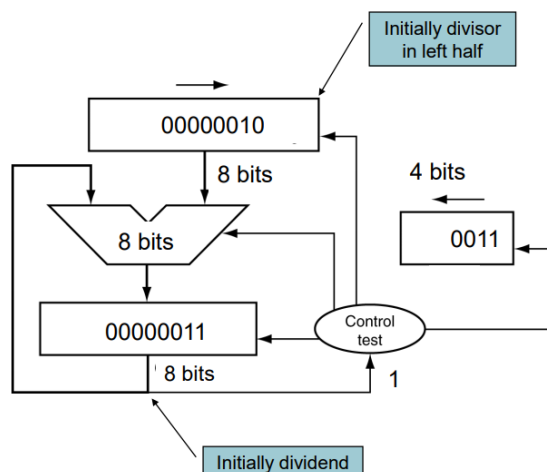 Initially divisor
in left half
00000010
8 bits
4 bits
8 bits
0011
00000011
Control
test
8 bits
1
Initially dividend